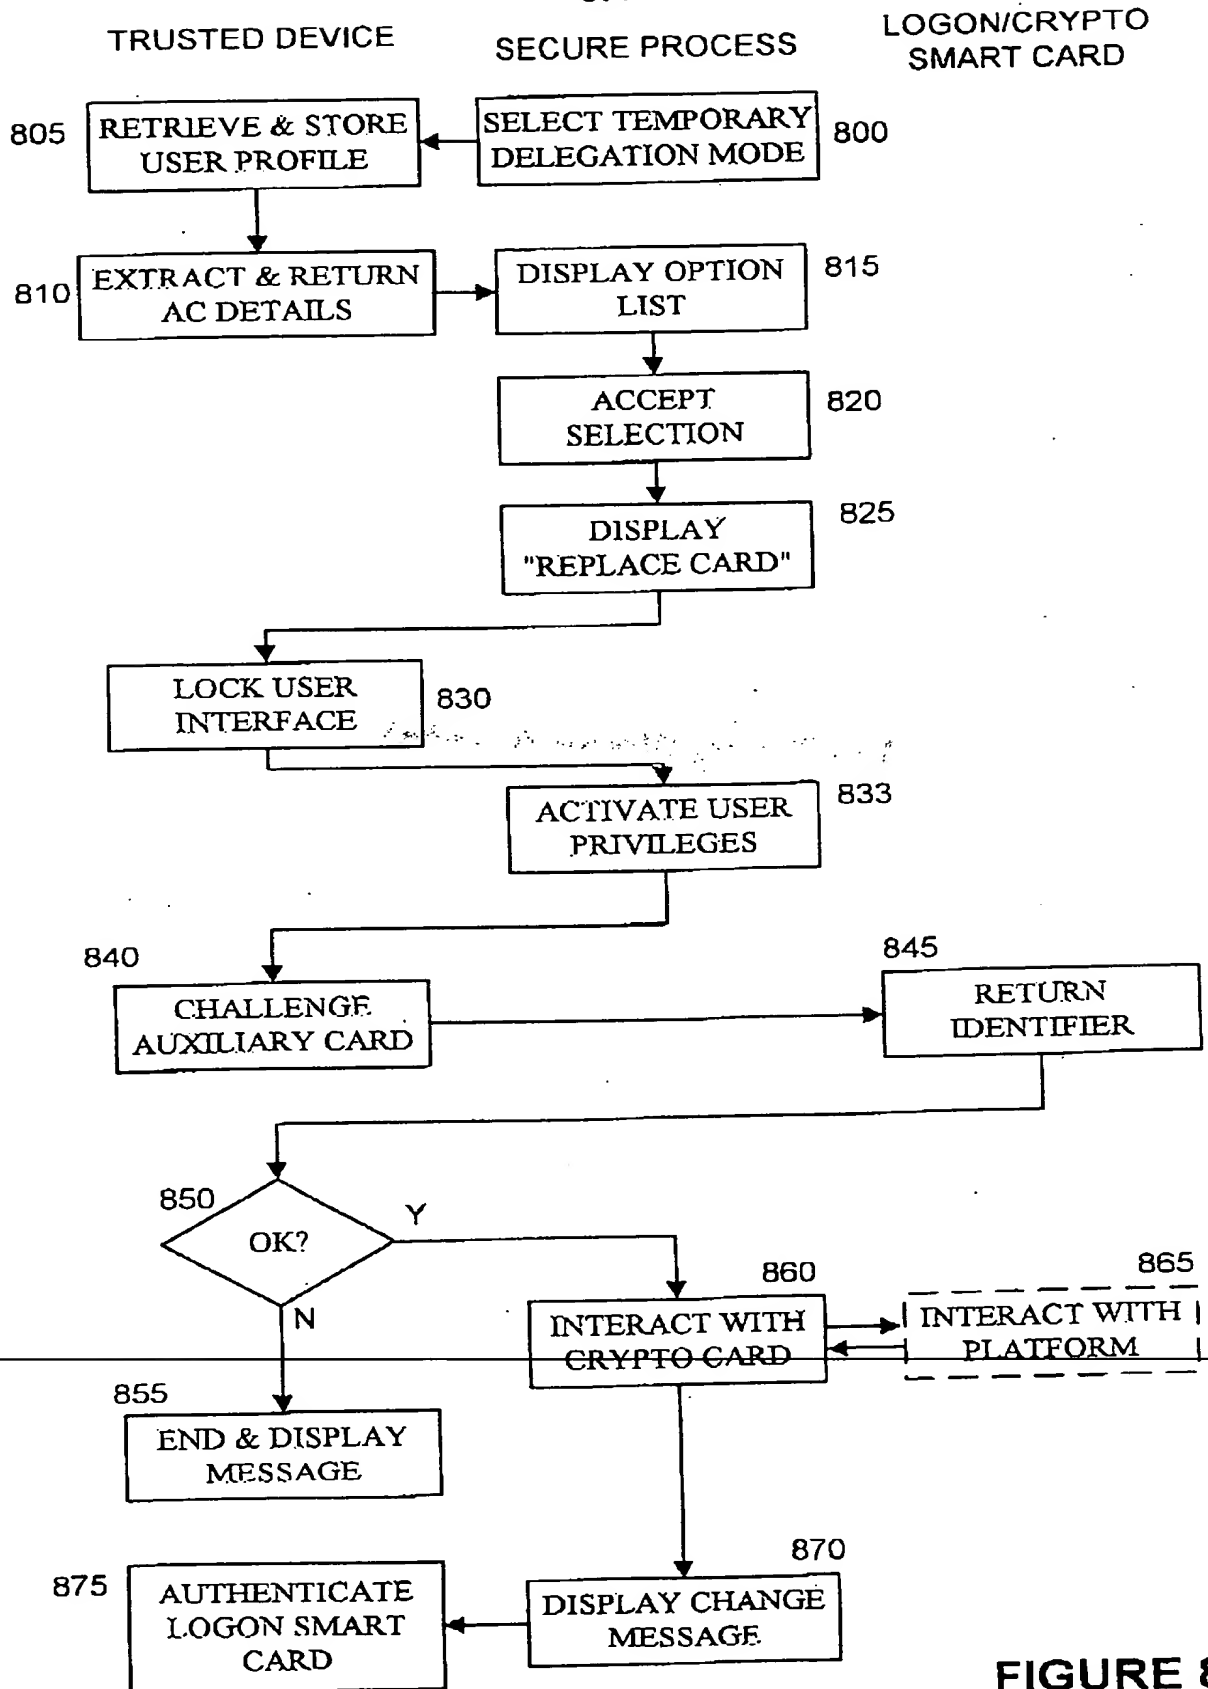 TRUSTED DEVICE
SECURE PROCESS
LOGON/CRYPTO
SMART CARD
805
RETRIEVE & STORE
USER PROFILE
SELECT TEMPORARY
DELEGATION MODE
800
810
EXTRACT & RETURN
AC DETAILS
DISPLAY OPTION
LIST
815
ACCEPT
SELECTION
820
DISPLAY
"REPLACE CARD"
825
LOCK USER
INTERFACE
830
ACTIVATE USER
PRIVILEGES
833
840
CHALLENGE
AUXILIARY CARD
845
RETURN
IDENTIFIER
850
OK?
Y
N
860
INTERACT WITH
CRYPTO CARD
865
INTERACT WITH
PLATFORM
855
END & DISPLAY
MESSAGE
870
DISPLAY CHANGE
MESSAGE
875
AUTHENTICATE
LOGON SMART
CARD
FIGURE 8